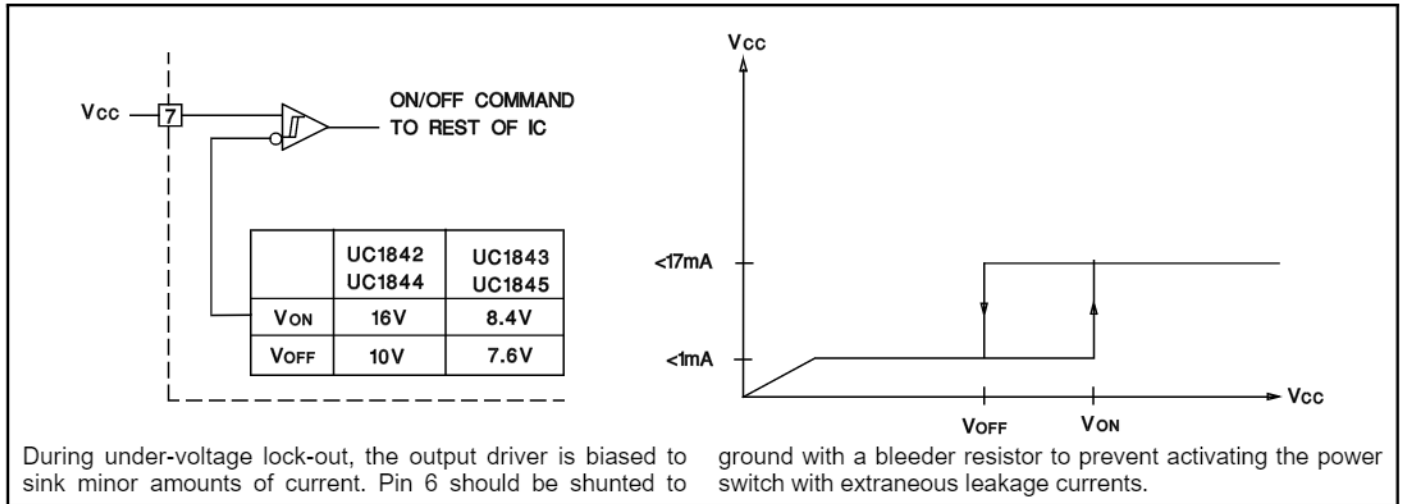 Vcc
7
ON/OFF COMMAND
TO REST OF IC
UC1842 UC1843
UC1844 UC1845
VON 16V 8.4V
VOFF 10V 7.6V
Vcc
<17mA
<1mA
Vcc
VOFF VON
During under-voltage lock-out, the output driver is biased to
sink minor amounts of current. Pin 6 should be shunted to
ground with a bleeder resistor to prevent activating the power
switch with extraneous leakage currents.